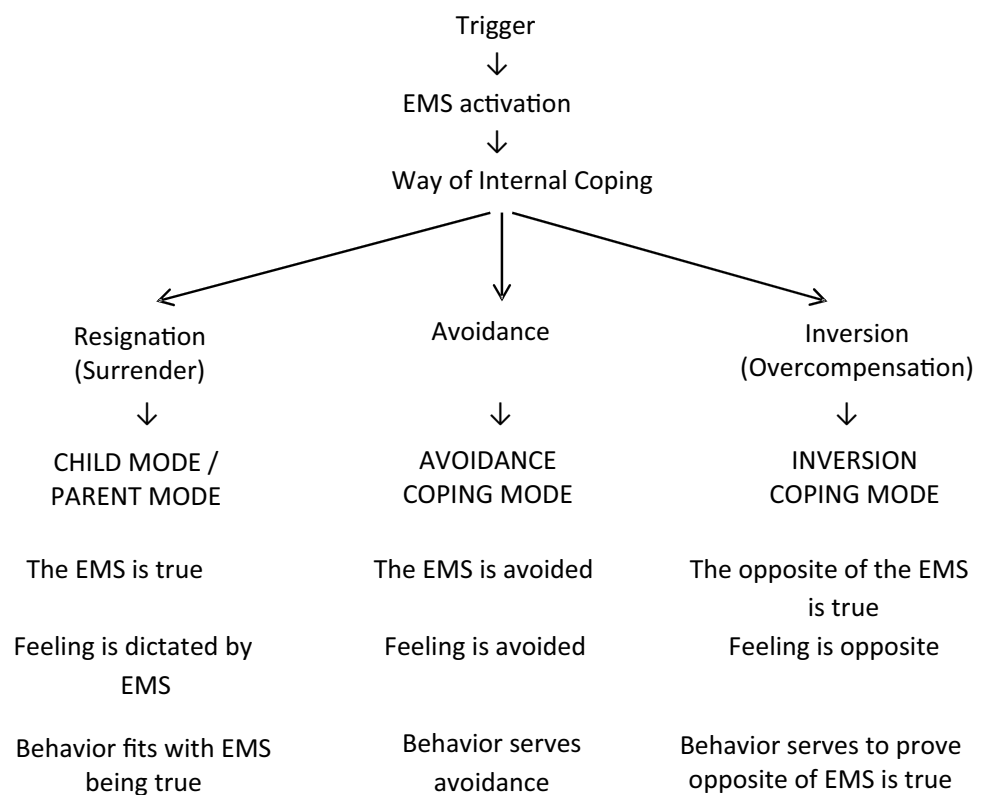 Trigger
↓
EMS activation
↓
Way of Internal Coping
Resignation
(Surrender)
↓
CHILD MODE /
PARENT MODE
The EMS is true
Feeling is dictated by
EMS
Behavior fits with EMS
being true
Avoidance
↓
AVOIDANCE
COPING MODE
The EMS is avoided
Feeling is avoided
Behavior serves
avoidance
Inversion
(Overcompensation)
↓
INVERSION
COPING MODE
The opposite of the EMS
is true
Feeling is opposite
Behavior serves to prove
opposite of EMS is true